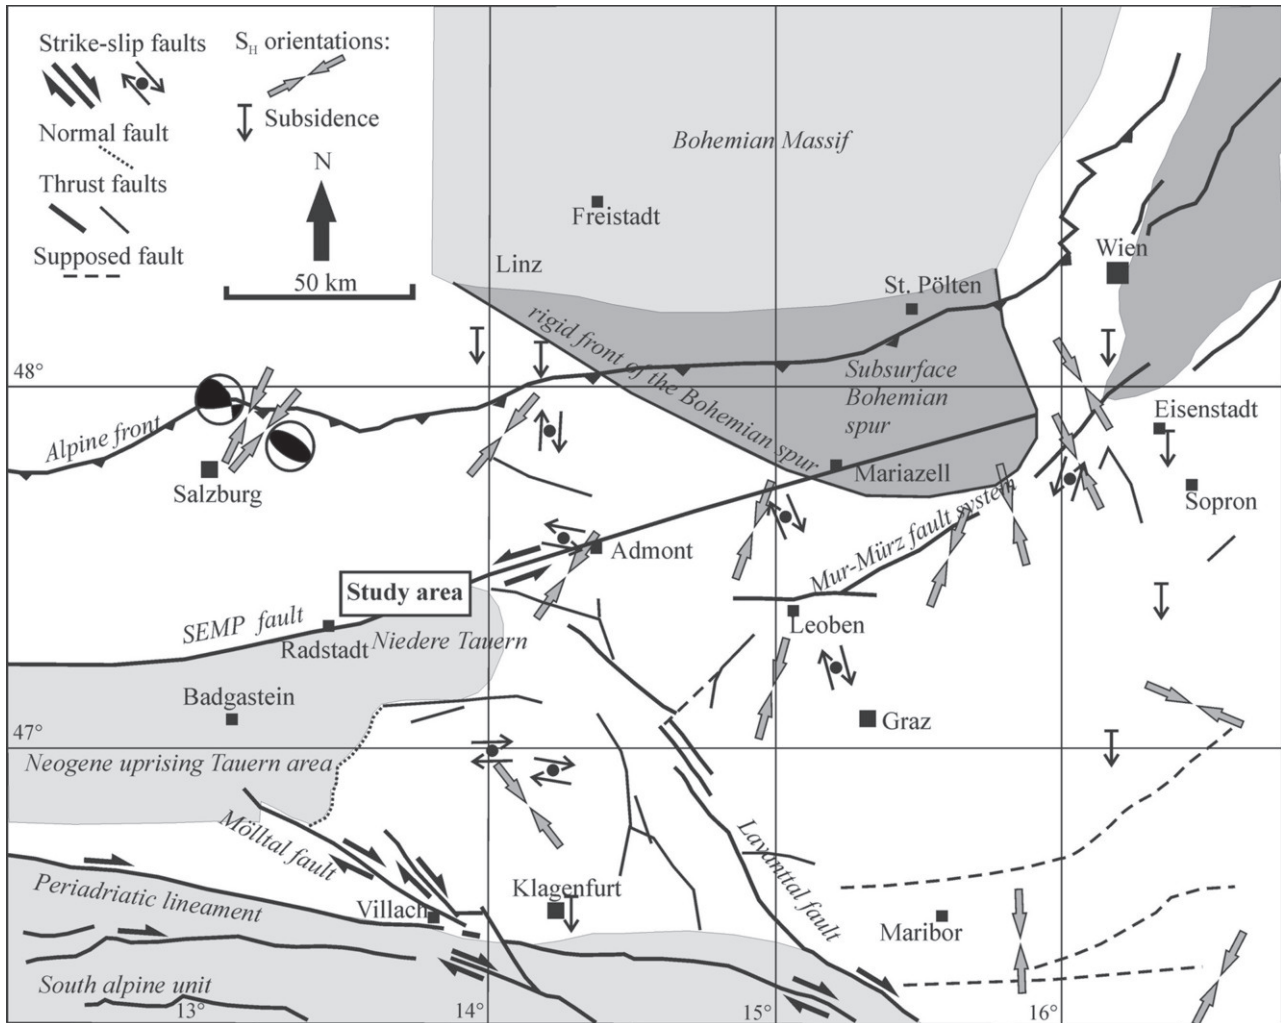 Strike-slip faults
S_H orientations:
Normal fault
Subsidence
Thrust faults
N
Supposed fault
50 km
Bohemian Massif
Freistadt
Linz
Wien
St. Pölten
rigid front of the Bohemian spur
48°
Subsurface
Bohemian
spur
Eisenstadt
Alpine front
Salzburg
Mariazell
Sopron
Admont
Mur-Mürz fault system
Study area
SEMP fault
Radstadt
Niedere Tauern
Leoben
Badgastein
Graz
47°
Neogene uprising Tauern area
Mölltal fault
Lavanttal fault
Periadriatic lineament
Villach
Klagenfurt
Maribor
South alpine unit
13°
14°
15°
16°